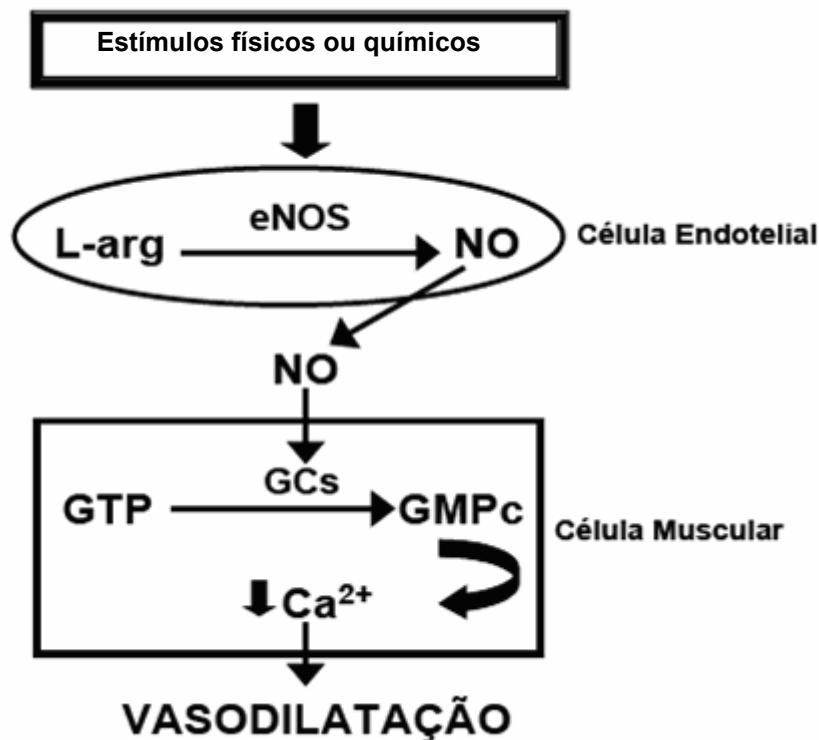 Estímulos físicos ou químicos
eNOS
L-arg
NO
Célula Endotelial
NO
GCs
GTP
GMPc
Célula Muscular
Ca²⁺
VASODILATAÇÃO